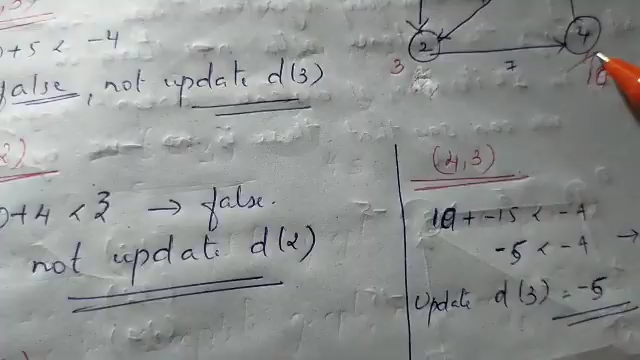 +5 < -4
false, not update d(3)
2)
0+4 < 3 → false.
not update d(2)
2
4
3
7
10
(4,3)
10 + -15 < -4
-5 < -4 →
Update d(3) = -5